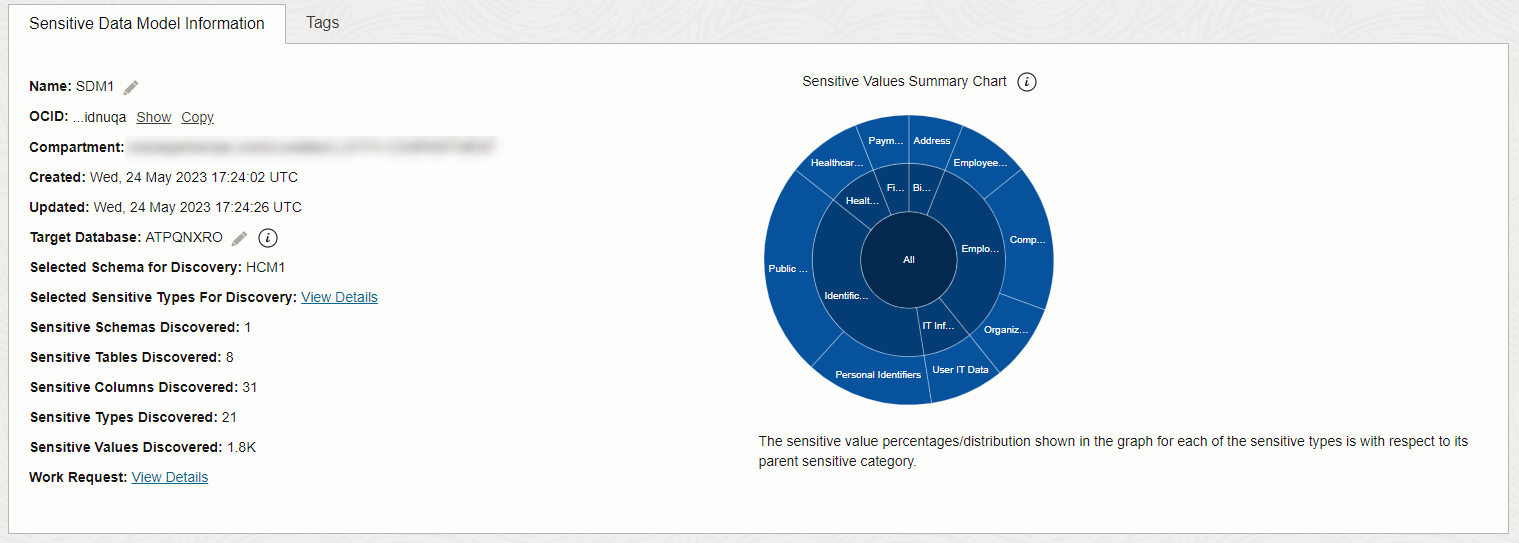 Sensitive Data Model Information
Tags
Name: SDM1
OCID: ...idnuqa Show Copy
Compartment:
Created: Wed, 24 May 2023 17:24:02 UTC
Updated: Wed, 24 May 2023 17:24:26 UTC
Target Database: ATPQNXRO i
Selected Schema for Discovery: HCM1
Selected Sensitive Types For Discovery: View Details
Sensitive Schemas Discovered: 1
Sensitive Tables Discovered: 8
Sensitive Columns Discovered: 31
Sensitive Types Discovered: 21
Sensitive Values Discovered: 1.8K
Work Request: View Details
Sensitive Values Summary Chart i
Paym...
Address
Healthcar...
Employee...
Fi...
Bi...
Healt...
Comp...
Emplo...
All
Public ...
Identific...
IT Inf...
Organiz...
User IT Data
Personal Identifiers
The sensitive value percentages/distribution shown in the graph for each of the sensitive types is with respect to its
parent sensitive category.